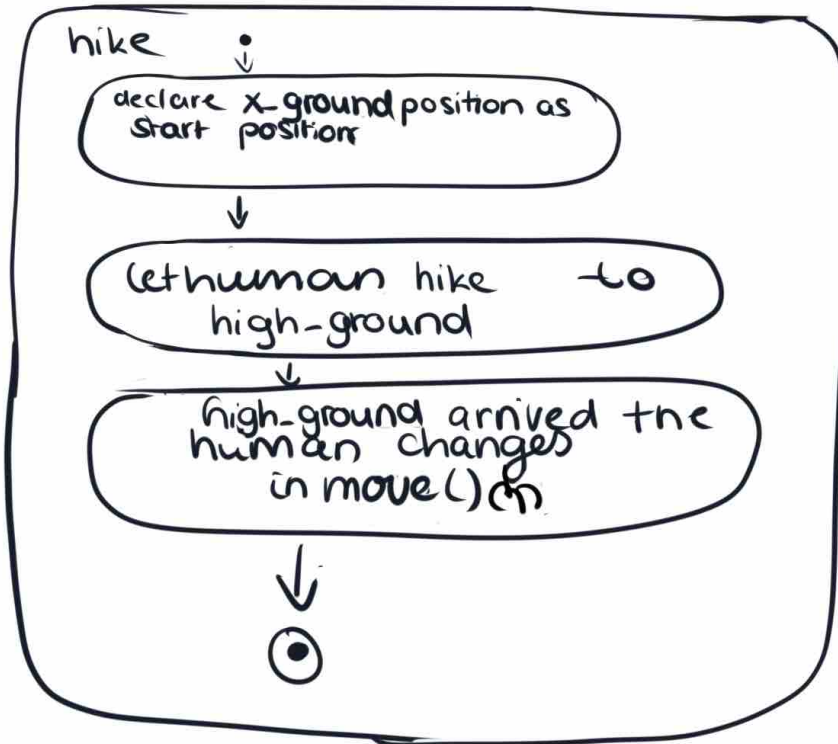 hike
declare x-ground position as
start position
let human hike to
high-ground
high-ground arrived the
human changes
in move()